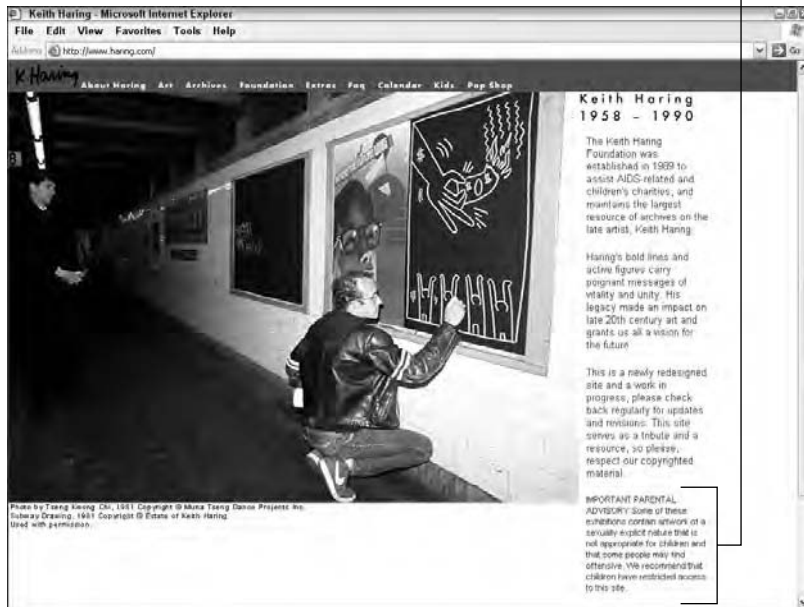 Keith Haring - Microsoft Internet Explorer
File Edit View Favorites Tools Help
Address http://www.haring.com/ Go
K. Haring About Haring Art Archives Foundation Extras Faq Calendar Kids Pop Shop
Keith Haring
1958 – 1990
The Keith Haring
Foundation was
established in 1989 to
assist AIDS-related and
children's charities, and
maintains the largest
resource of archives on the
late artist, Keith Haring.
Haring's bold lines and
active figures carry
poignant messages of
vitality and unity. His
legacy made an impact on
late 20th century art and
grants us all a vision for
the future.
This is a newly redesigned
site and a work in
progress, please check
back regularly for updates
and revisions. This site
serves as a tribute and a
resource, so please,
respect our copyrighted
material.
IMPORTANT PARENTAL
ADVISORY Some of these
exhibitions contain artwork of a
sexually explicit nature that is
not appropriate for children and
that some people may find
offensive. We recommend that
children have restricted access
to this site.
Photo by Tseng Kwong Chi, 1981 Copyright © Muna Tseng Dance Projects Inc.
Subway Drawing, 1981 Copyright © Estate of Keith Haring.
Used with permission.